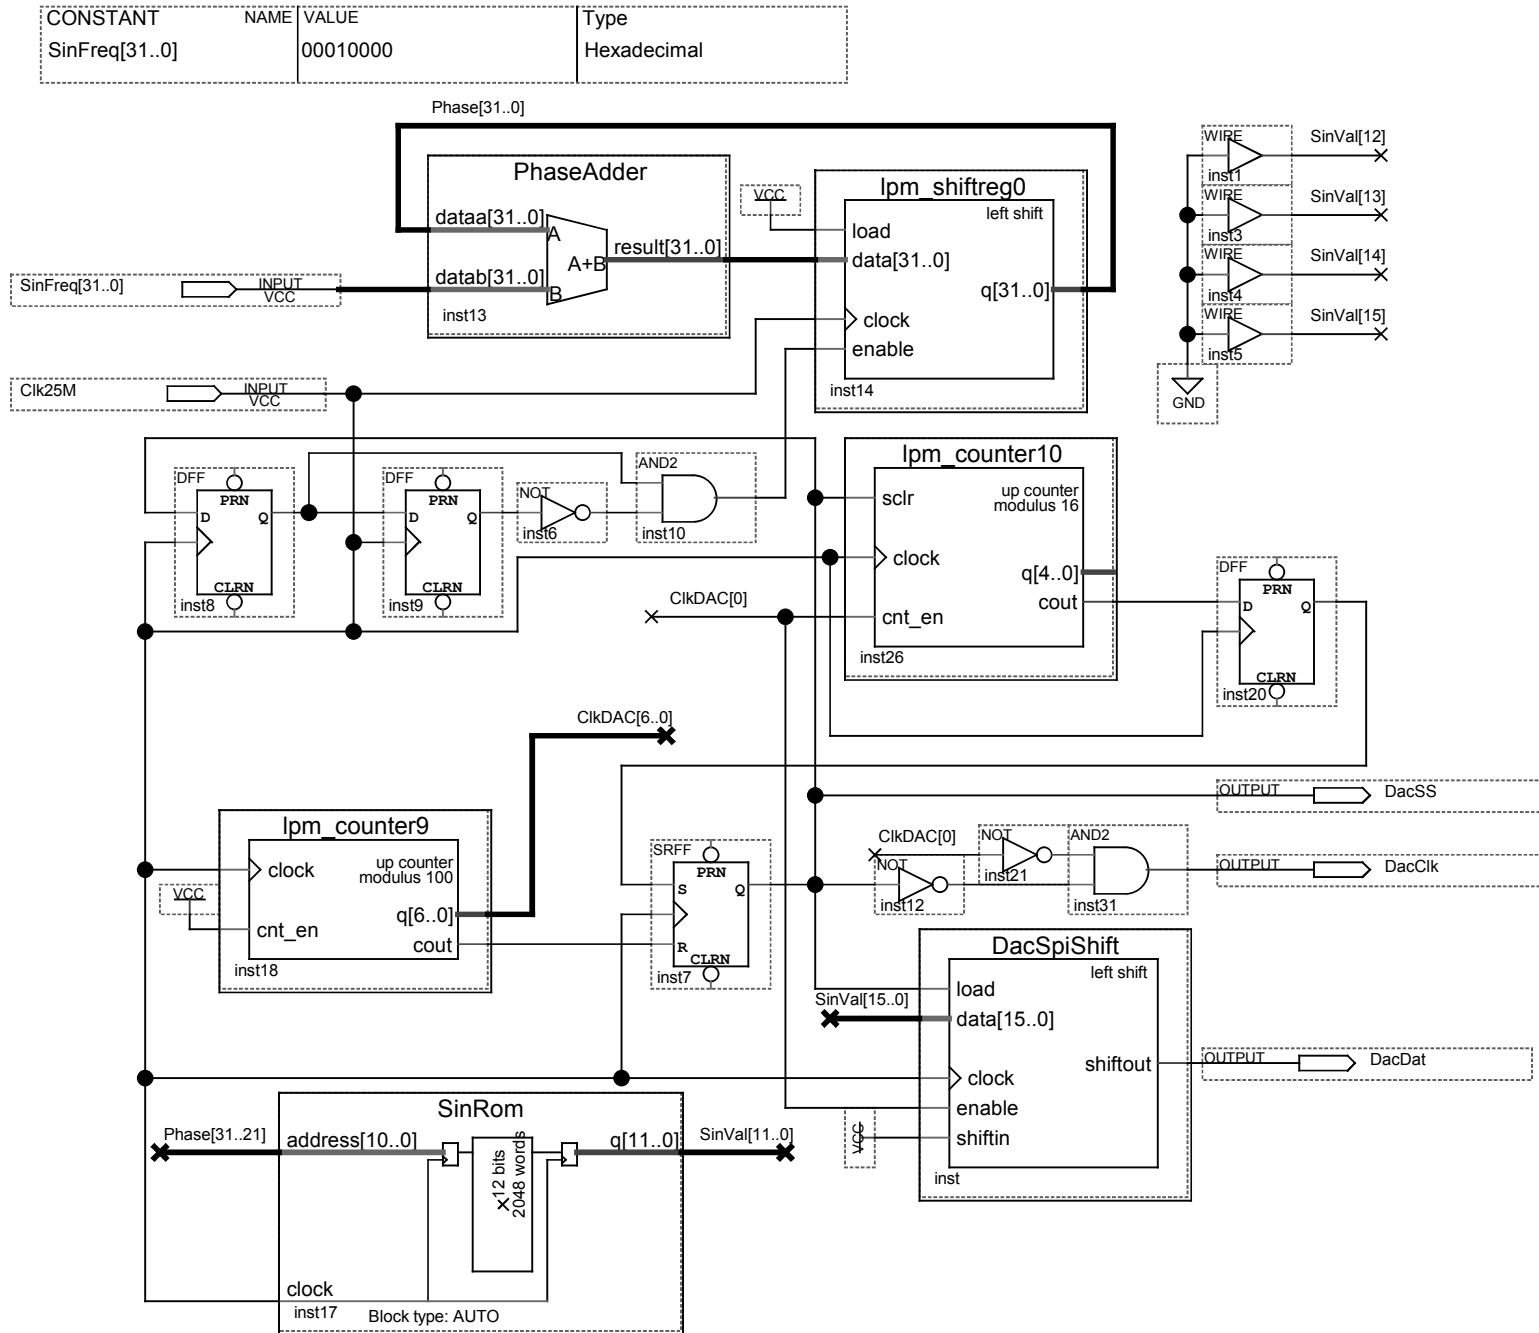 CONSTANT NAME VALUE Type
SinFreq[31..0] 00010000 Hexadecimal
Phase[31..0]
PhaseAdder
dataa[31..0]
A
result[31..0]
A+B
datab[31..0]
B
inst13
SinFreq[31..0] INPUT
VCC
Clk25M INPUT
VCC
lpm_shiftreg0
left shift
VCC
load
data[31..0]
q[31..0]
clock
enable
inst14
WIRE SinVal[12]
inst1
WIRE SinVal[13]
inst3
WIRE SinVal[14]
inst4
WIRE SinVal[15]
inst5
GND
DFF
PRN
D Q
CLRN
inst8
DFF
PRN
D Q
CLRN
inst9
NOT
inst6
AND2
inst10
lpm_counter10
sclr
up counter
modulus 16
clock
q[4..0]
cout
cnt_en
inst26
ClkDAC[0]
DFF
PRN
D Q
CLRN
inst20
ClkDAC[6..0]
lpm_counter9
clock
up counter
modulus 100
VCC
q[6..0]
cnt_en
cout
inst18
SRFF
PRN
S Q
R
CLRN
inst7
OUTPUT DacSS
ClkDAC[0]
NOT
inst21
NOT
inst12
AND2
inst31
OUTPUT DacClk
DacSpiShift
left shift
load
SinVal[15..0]
data[15..0]
shiftout
clock
enable
VCC
shiftin
inst
OUTPUT DacDat
SinRom
Phase[31..21] address[10..0] q[11..0] SinVal[11..0]
12 bits
2048 words
clock
inst17
Block type: AUTO